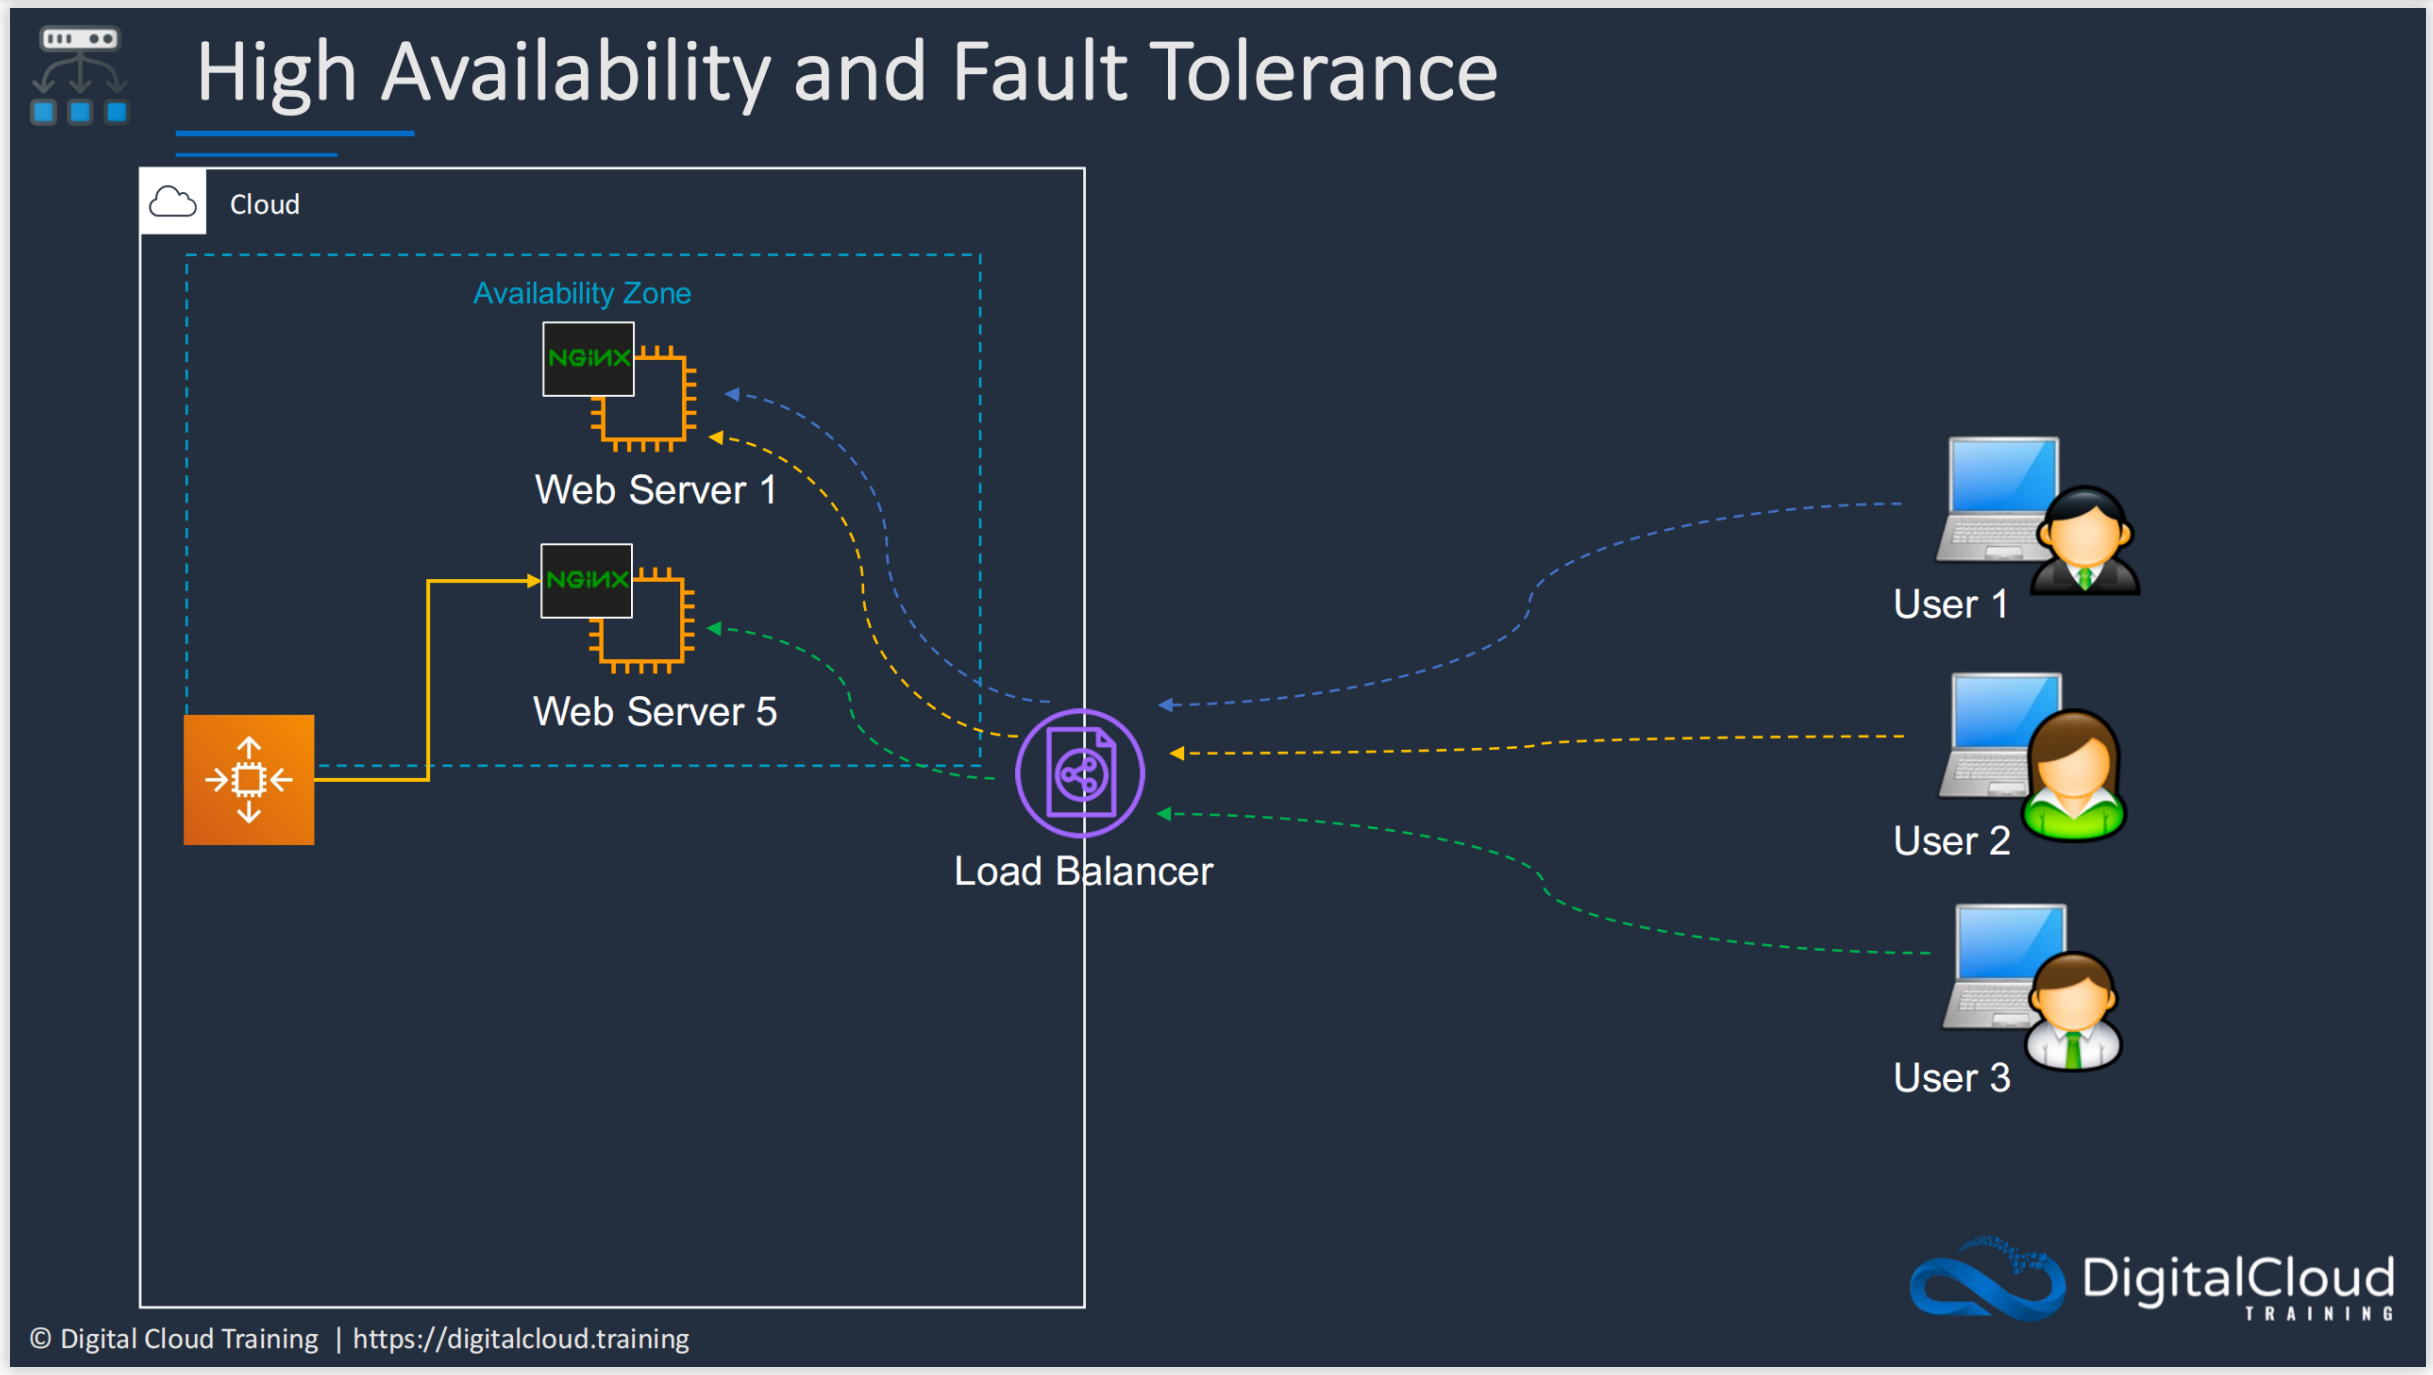 High Availability and Fault Tolerance
Cloud
Availability Zone
NGINX
Web Server 1
NGINX
Web Server 5
Load Balancer
User 1
User 2
User 3
DigitalCloud
TRAINING
© Digital Cloud Training | https://digitalcloud.training